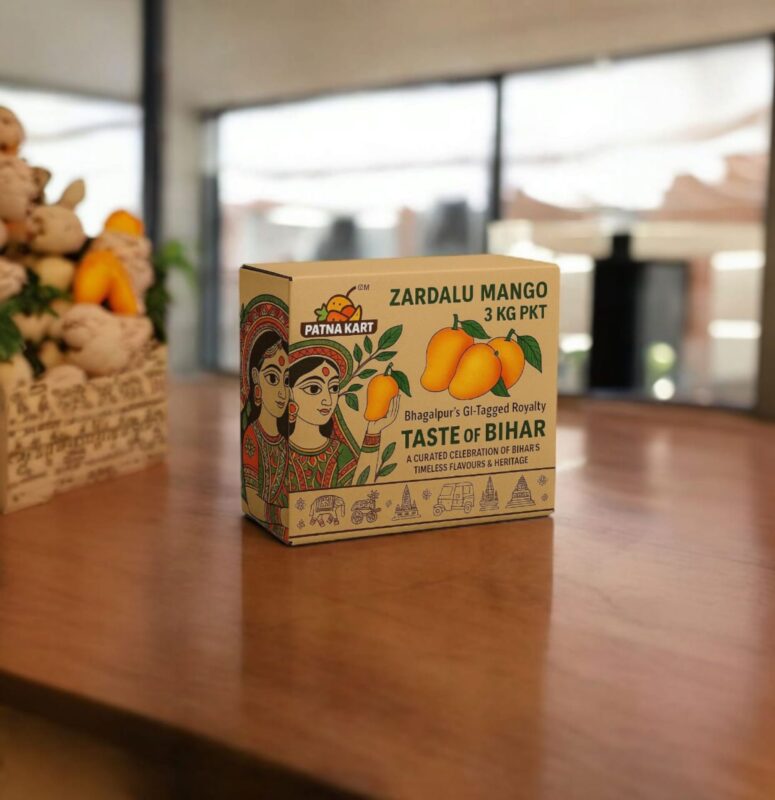 PATNA KART
ZARDALU MANGO
3 KG PKT
Bhagalpur's GI-Tagged Royalty
TASTE OF BIHAR
A CURATED CELEBRATION OF BIHAR'S
TIMELESS FLAVOURS & HERITAGE